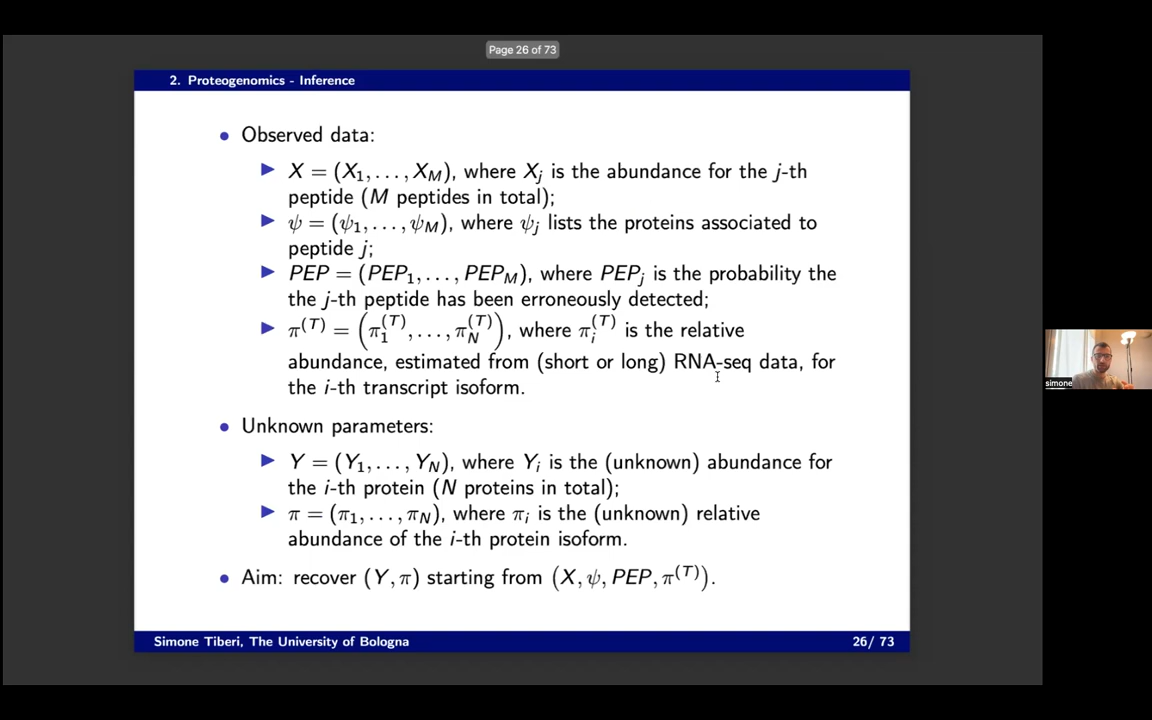 Page 26 of 73
2. Proteogenomics - Inference
• Observed data:
▶ X = (X₁, . . . , X_M), where X_j is the abundance for the j-th
peptide (M peptides in total);
▶ ψ = (ψ₁, . . . , ψ_M), where ψ_j lists the proteins associated to
peptide j;
▶ PEP = (PEP₁, . . . , PEP_M), where PEP_j is the probability the
the j-th peptide has been erroneously detected;
▶ π^(T) = (π₁^(T), . . . , π_N^(T)), where π_i^(T) is the relative
abundance, estimated from (short or long) RNA-seq data, for
the i-th transcript isoform.
• Unknown parameters:
▶ Y = (Y₁, . . . , Y_N), where Y_i is the (unknown) abundance for
the i-th protein (N proteins in total);
▶ π = (π₁, . . . , π_N), where π_i is the (unknown) relative
abundance of the i-th protein isoform.
• Aim: recover (Y, π) starting from (X, ψ, PEP, π^(T)).
Simone Tiberi, The University of Bologna
26/ 73
simone